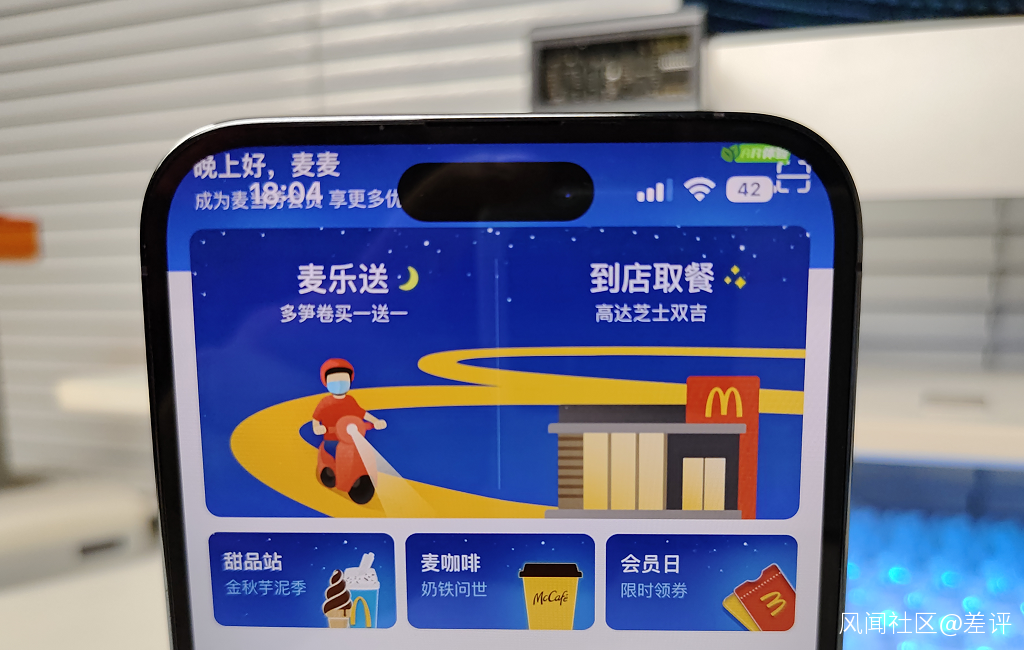 晚上好，麦麦
18:04
成为麦当劳会员 享更多优
42
麦乐送
多笋卷买一送一
到店取餐
高达芝士双吉
甜品站
金秋芋泥季
麦咖啡
奶铁问世
McCafé
会员日
限时领券
风闻社区@差评